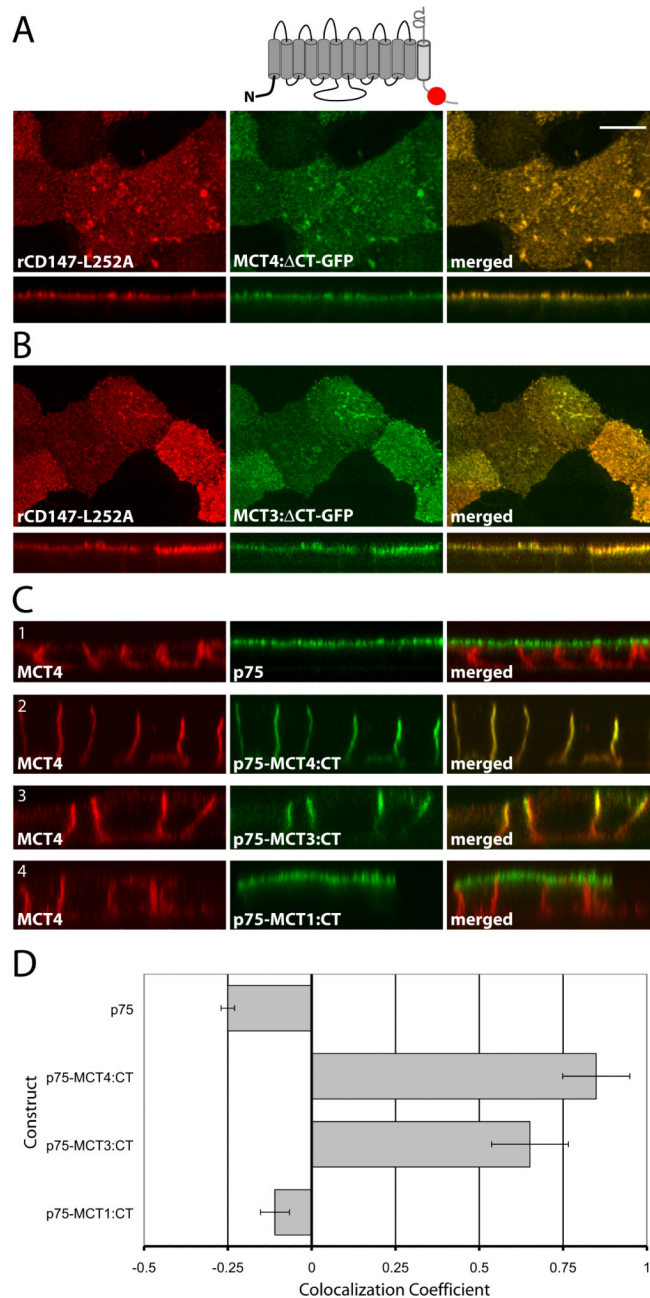 A
N
rCD147-L252A
MCT4:ΔCT-GFP
merged
B
rCD147-L252A
MCT3:ΔCT-GFP
merged
C
1
MCT4
p75
merged
2
MCT4
p75-MCT4:CT
merged
3
MCT4
p75-MCT3:CT
merged
4
MCT4
p75-MCT1:CT
merged
D
p75
p75-MCT4:CT
p75-MCT3:CT
p75-MCT1:CT
Construct
-0.5
-0.25
0
0.25
0.5
0.75
1
Colocalization Coefficient